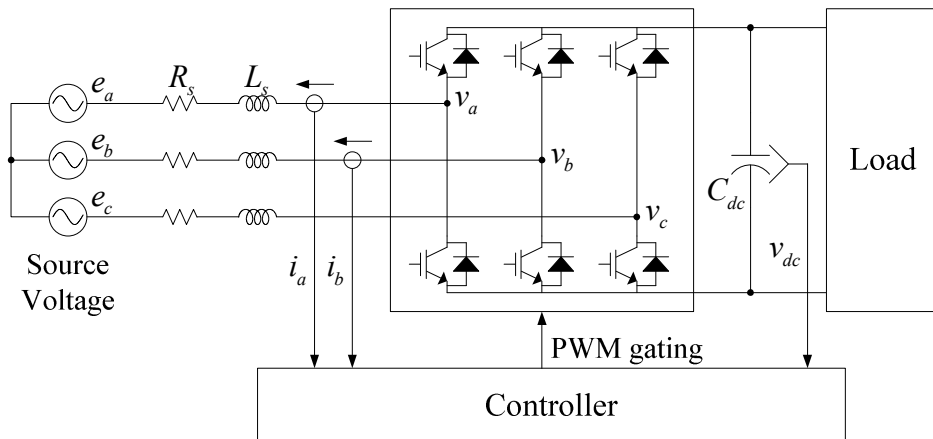 e_a
R_s
L_s
v_a
e_b
v_b
e_c
v_c
C_dc
Load
Source
Voltage
i_a
i_b
v_dc
PWM gating
Controller